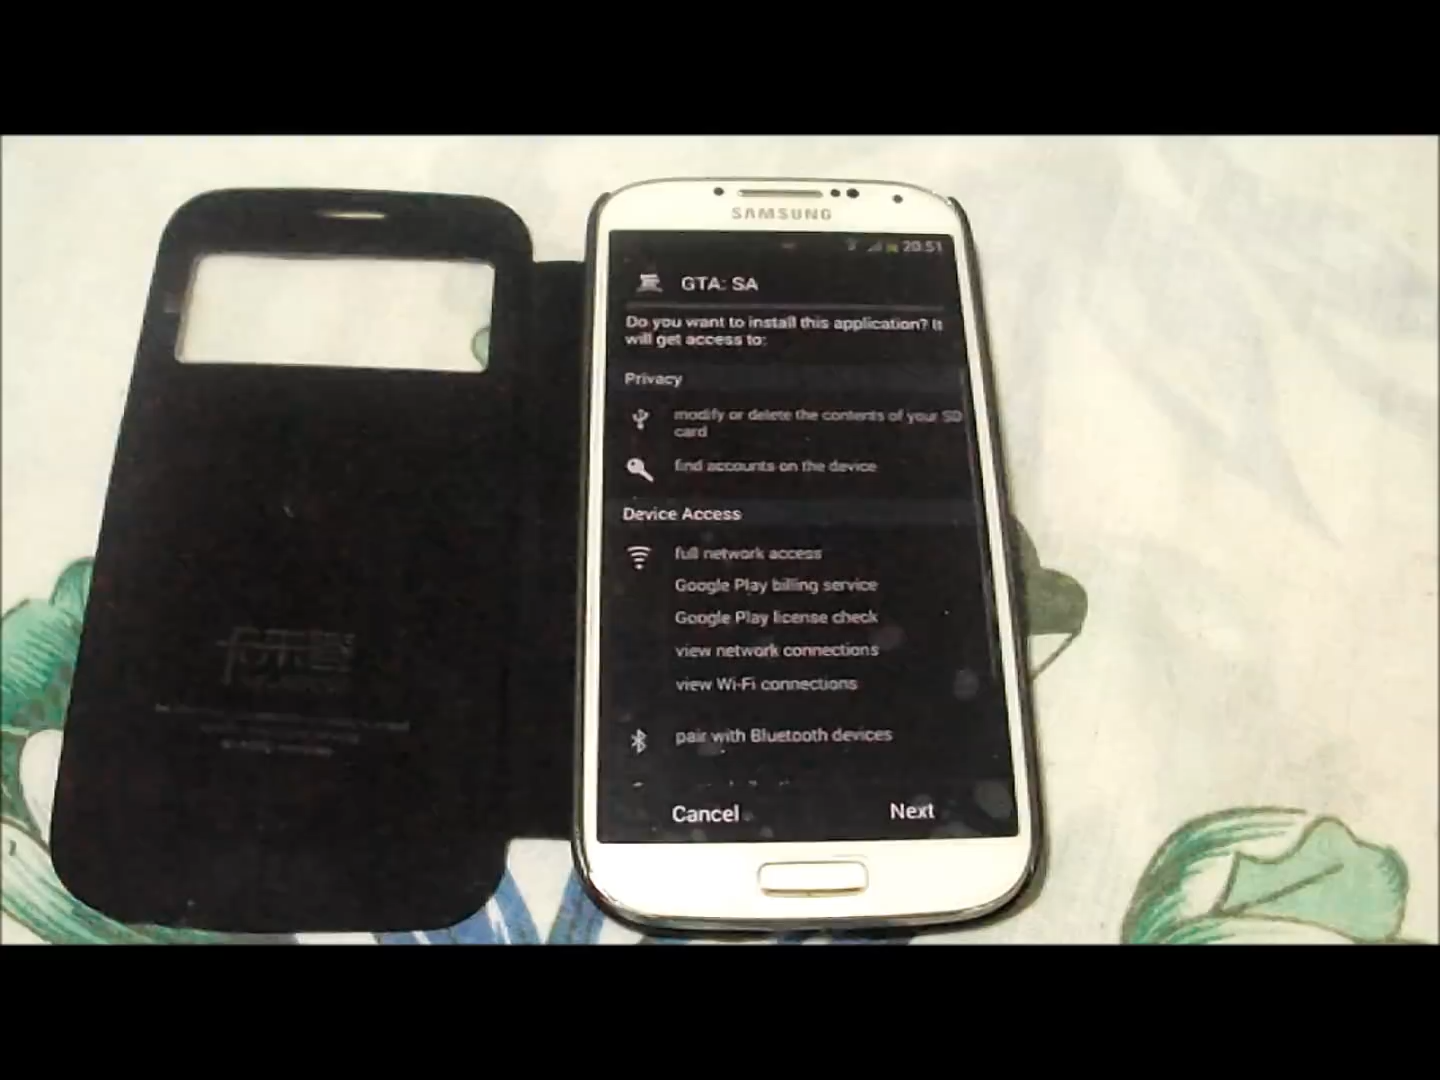 SAMSUNG
20:51
GTA: SA
Do you want to install this application? It
will get access to:
Privacy
modify or delete the contents of your SD
card
find accounts on the device
Device Access
full network access
Google Play billing service
Google Play license check
view network connections
view Wi-Fi connections
pair with Bluetooth devices
Cancel
Next